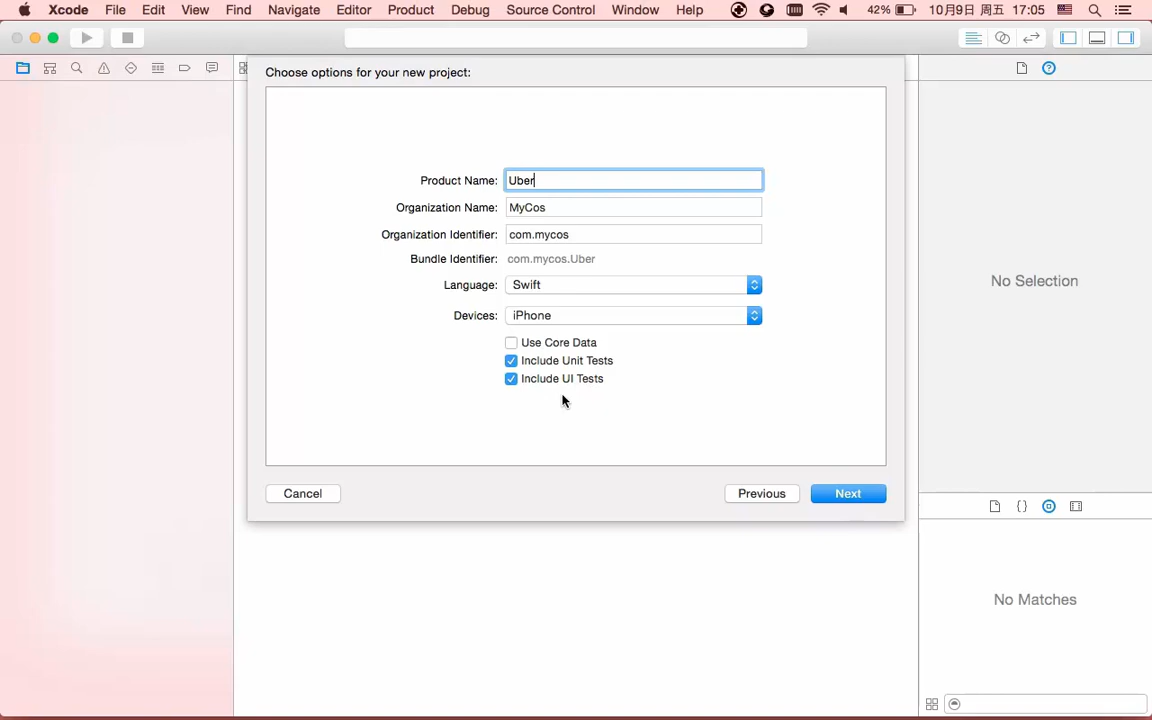 Xcode File Edit View Find Navigate Editor Product Debug Source Control Window Help 42% 10月9日 周五 17:05
Choose options for your new project:
Product Name: Uber
Organization Name: MyCos
Organization Identifier: com.mycos
Bundle Identifier: com.mycos.Uber
Language: Swift
Devices: iPhone
Use Core Data
Include Unit Tests
Include UI Tests
Cancel Previous Next
No Selection
No Matches